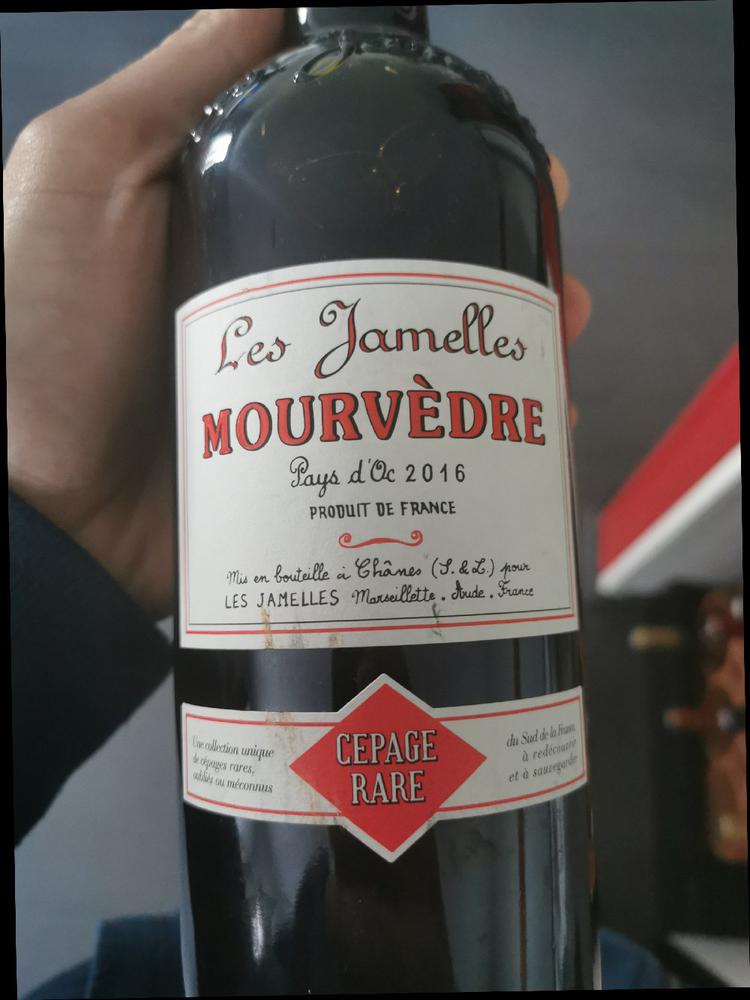 Les Jamelles
MOURVÈDRE
Pays d'Oc 2016
PRODUIT DE FRANCE
Mis en bouteille à Chânes (S. & L.) pour
LES JAMELLES Marseillette . Aude . France
Une collection unique
de cépages rares,
oubliés ou méconnus
CEPAGE
RARE
du Sud de la France,
à redécouvrir
et à sauvegarder